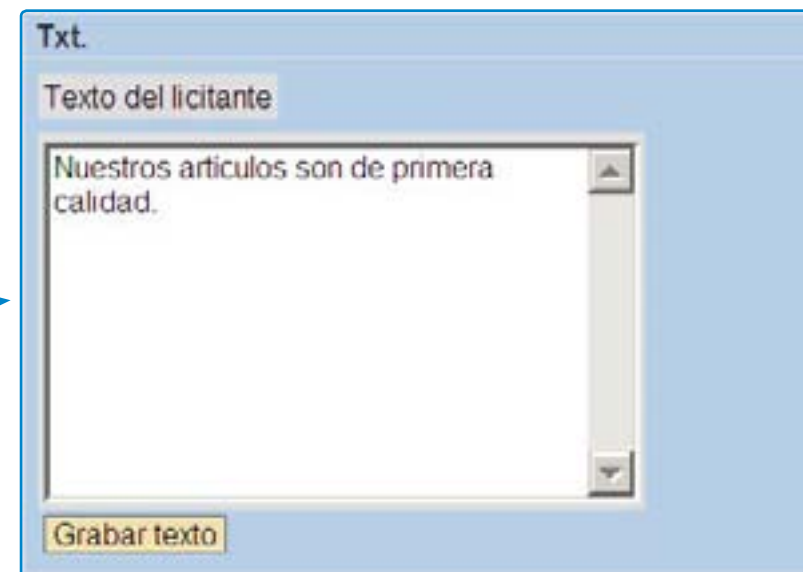 Txt.
Texto del licitante
Nuestros articulos son de primera
calidad.
Grabar texto